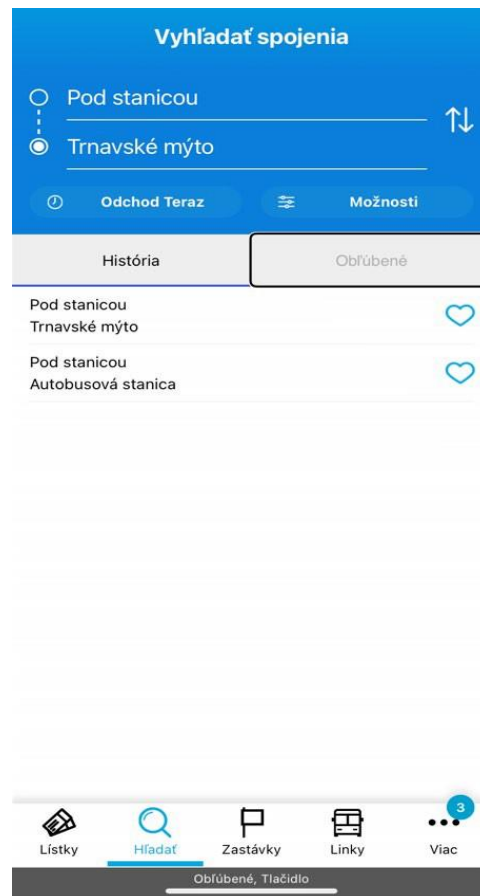 Vyhľadať spojenia
Pod stanicou
Trnavské mýto
Odchod Teraz
Možnosti
História
Obľúbené
Pod stanicou
Trnavské mýto
Pod stanicou
Autobusová stanica
3
Lístky
Hľadať
Zastávky
Linky
Viac
Obľúbené, Tlačidlo